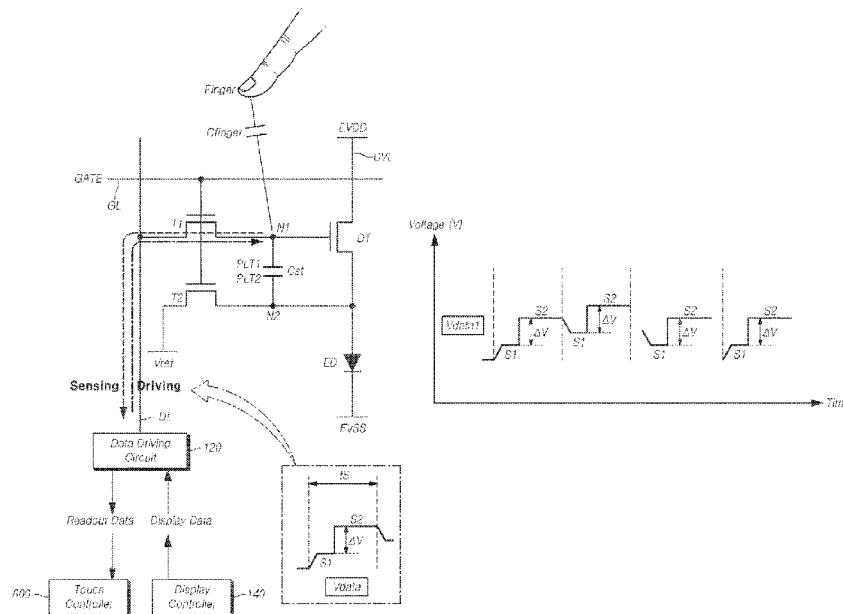 Finger
Cfinger
EVDD
DVL
GATE
GL
T1
N1
DT
PLT1
PLT2
Cst
T2
N2
Vref
ED
Sensing
Driving
DL
EVSS
Data Driving
Circuit
120
Readout Data
Display Data
600
Touch
Controller
Display
Controller
140
tS
S2
ΔV
S1
Vdata
Voltage (V)
Vdata1
S2
ΔV
S1
S2
ΔV
S1
S2
ΔV
S1
S2
ΔV
S1
Tim